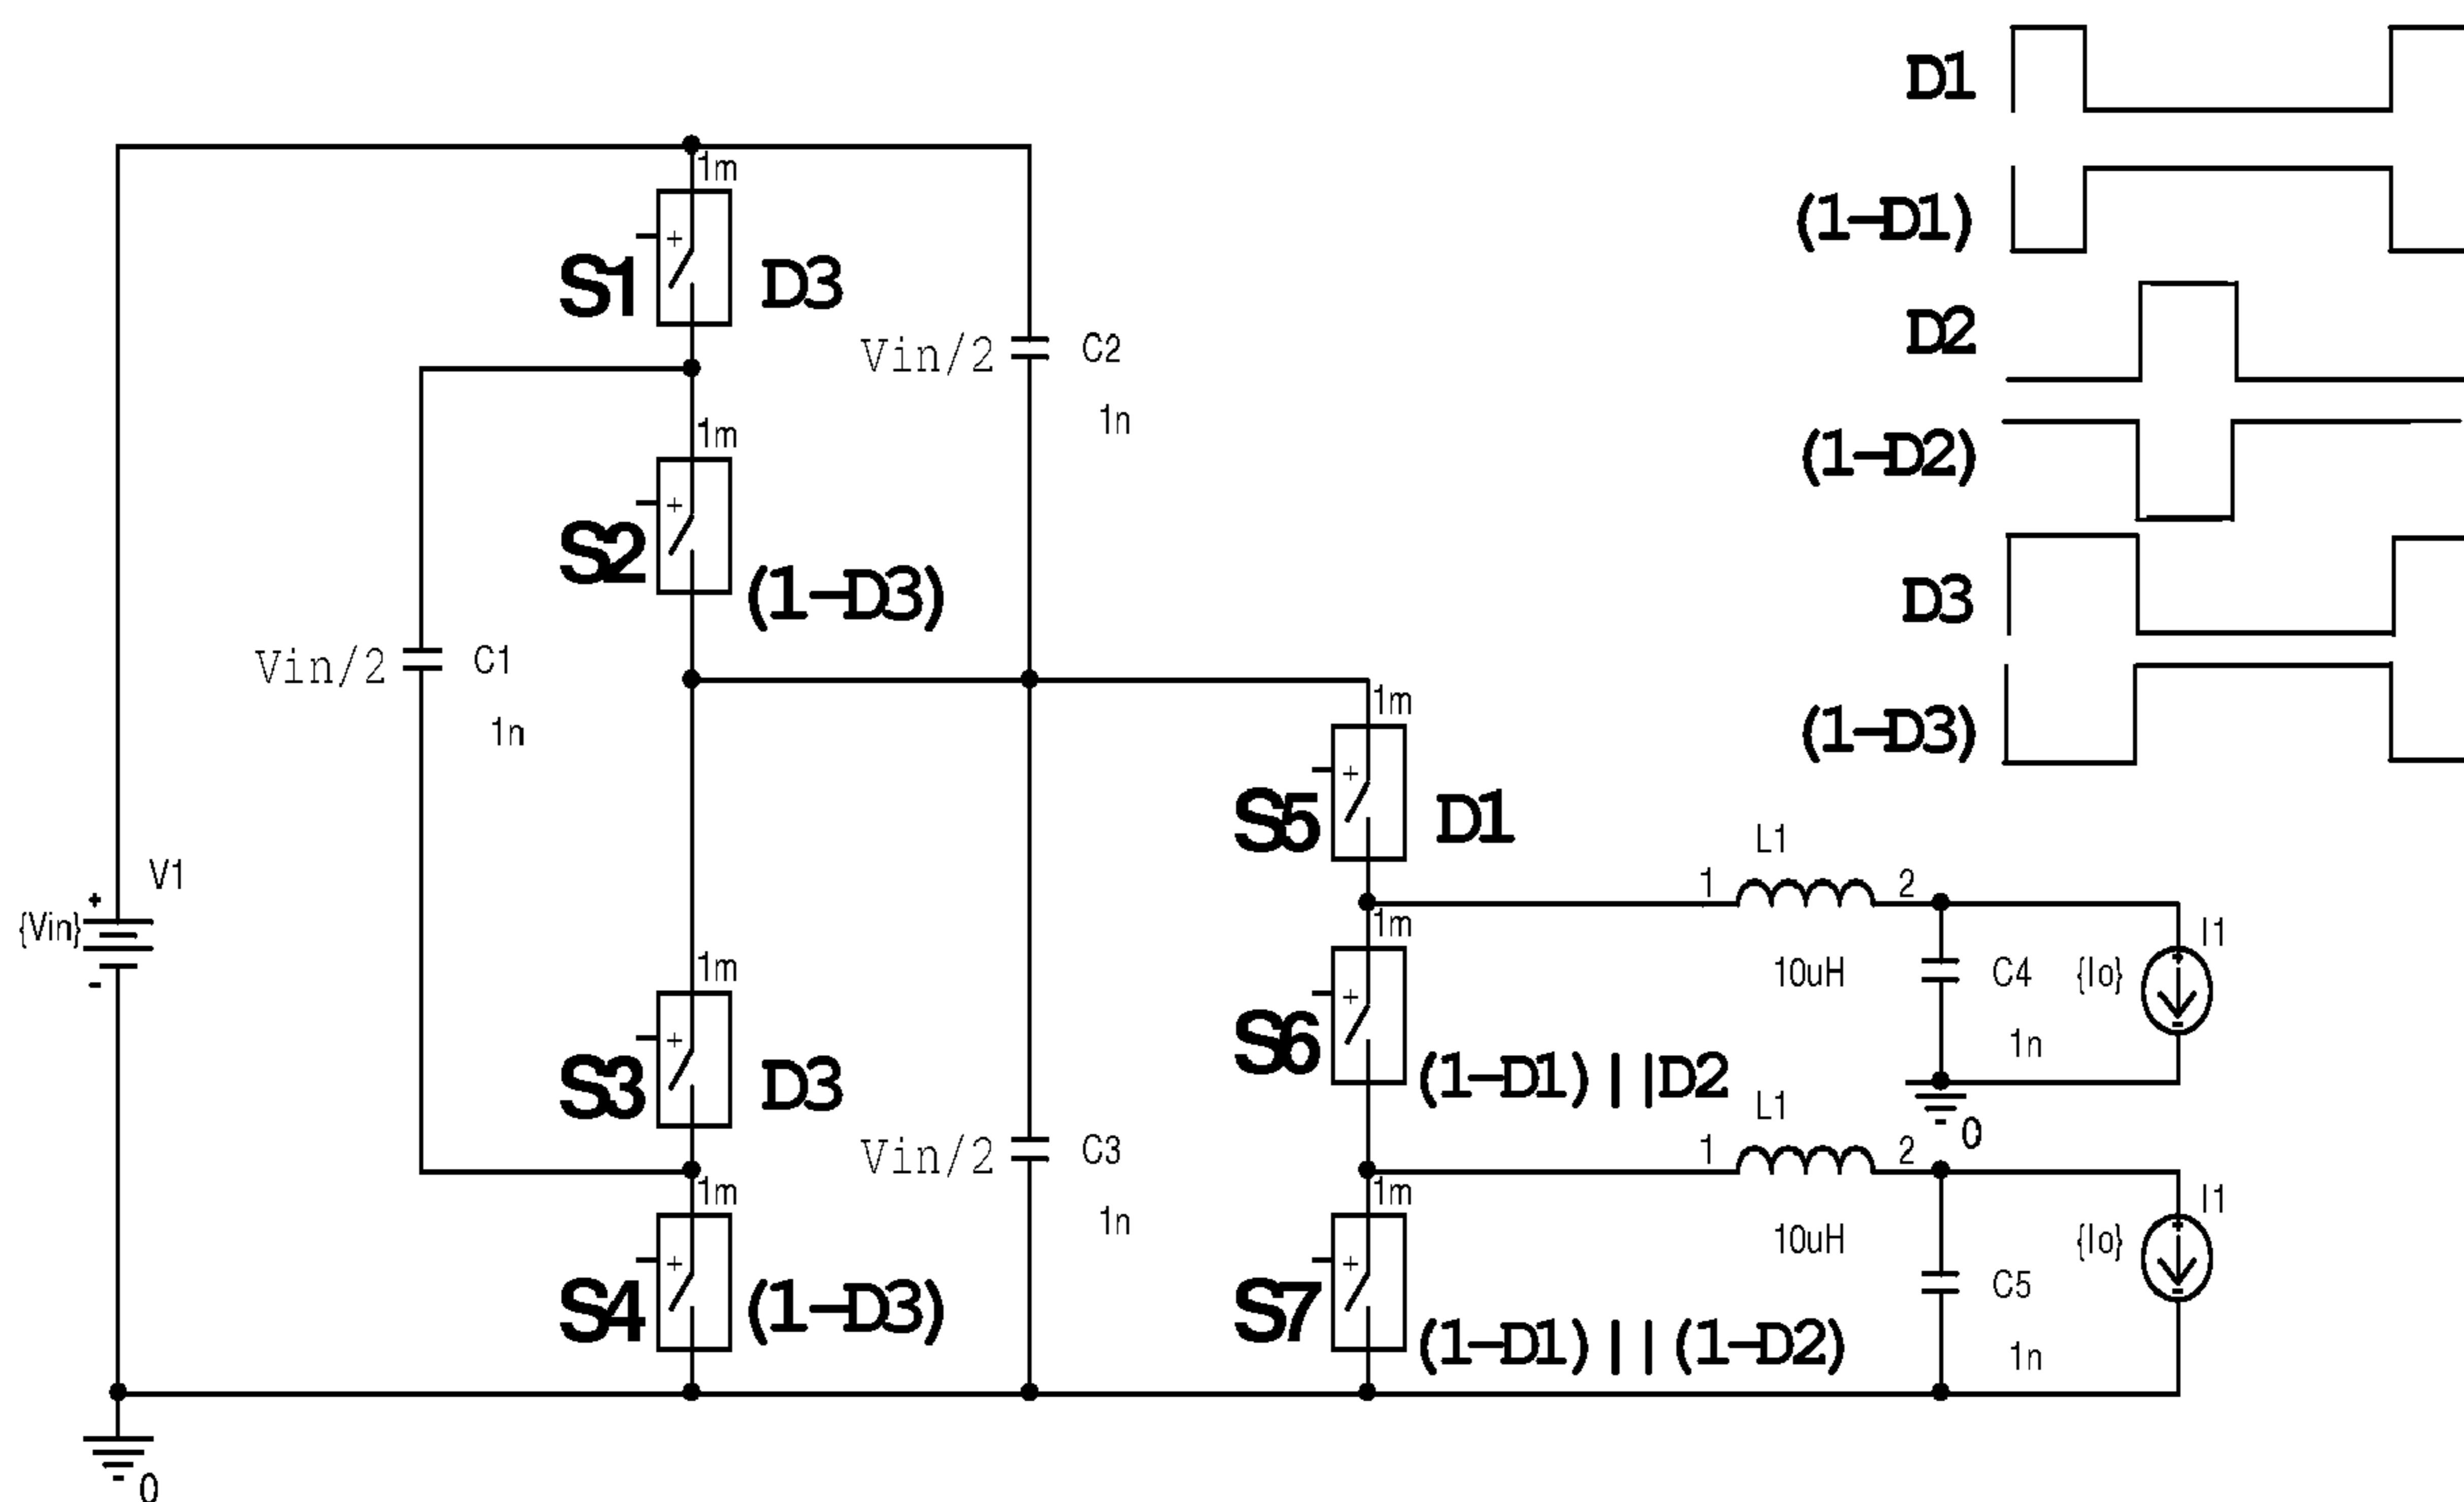 D1
1m
(1-D1)
+
S1
D3
D2
Vin/2
C2
1n
1m
(1-D2)
+
S2
(1-D3)
D3
Vin/2
C1
1n
1m
(1-D3)
+
S5
D1
L1
V1
+
{Vin}
-
1
2
1m
I1
1m
10uH
C4
{Io}
+
+
S3
D3
S6
(1-D1)||D2
1n
L1
0
Vin/2
C3
1
2
1m
1m
I1
1n
10uH
{Io}
+
+
S4
(1-D3)
S7
(1-D1)||(1-D2)
C5
1n
0